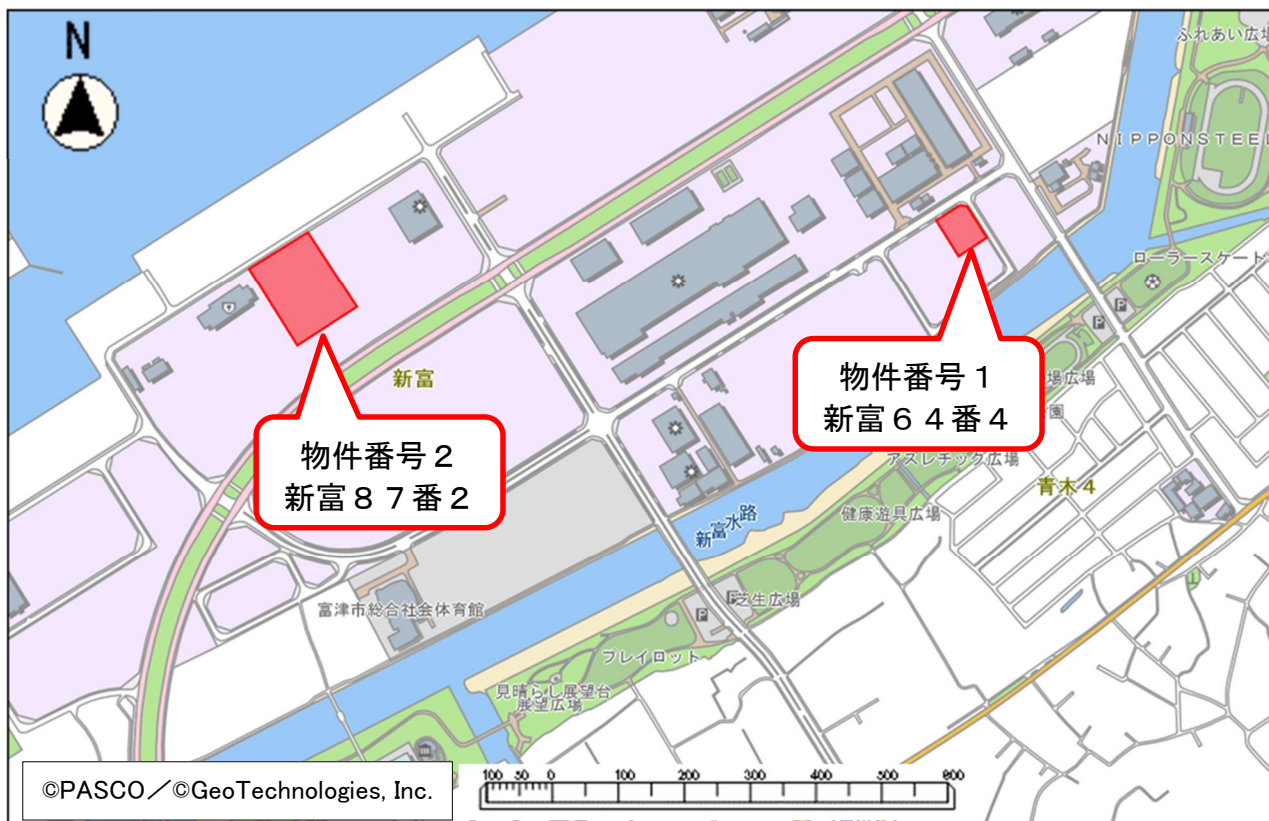 N
ふれあい広場
NIPPONSTEEL
ローラースケート
物件番号１
新富６４番４
新富
場広場
園
物件番号２
新富８７番２
アスレチック広場
青木４
健康遊具広場
新富水路
芝生広場
富津市総合社会体育館
プレイロット
見晴らし展望台
展望広場
P
P
P
P
©PASCO／©GeoTechnologies, Inc.
100 50 0 100 200 300 400 500 600